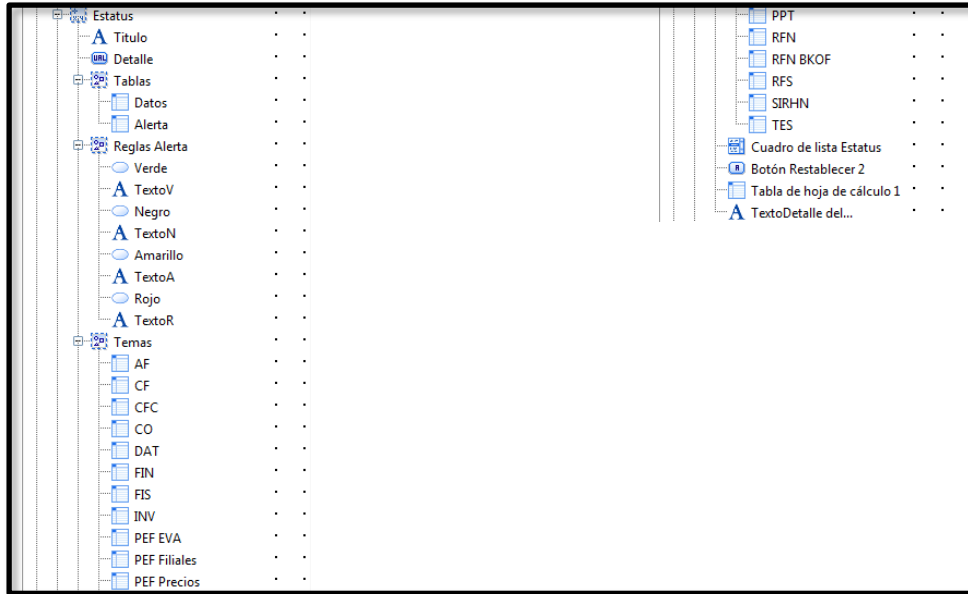 Estatus
A Titulo
URL Detalle
Tablas
Datos
Alerta
Reglas Alerta
Verde
A TextoV
Negro
A TextoN
Amarillo
A TextoA
Rojo
A TextoR
Temas
AF
CF
CFC
CO
DAT
FIN
FIS
INV
PEF EVA
PEF Filiales
PEF Precios
PPT
RFN
RFN BKOF
RFS
SIRHN
TES
Cuadro de lista Estatus
R Botón Restablecer 2
Tabla de hoja de cálculo 1
A TextoDetalle del...